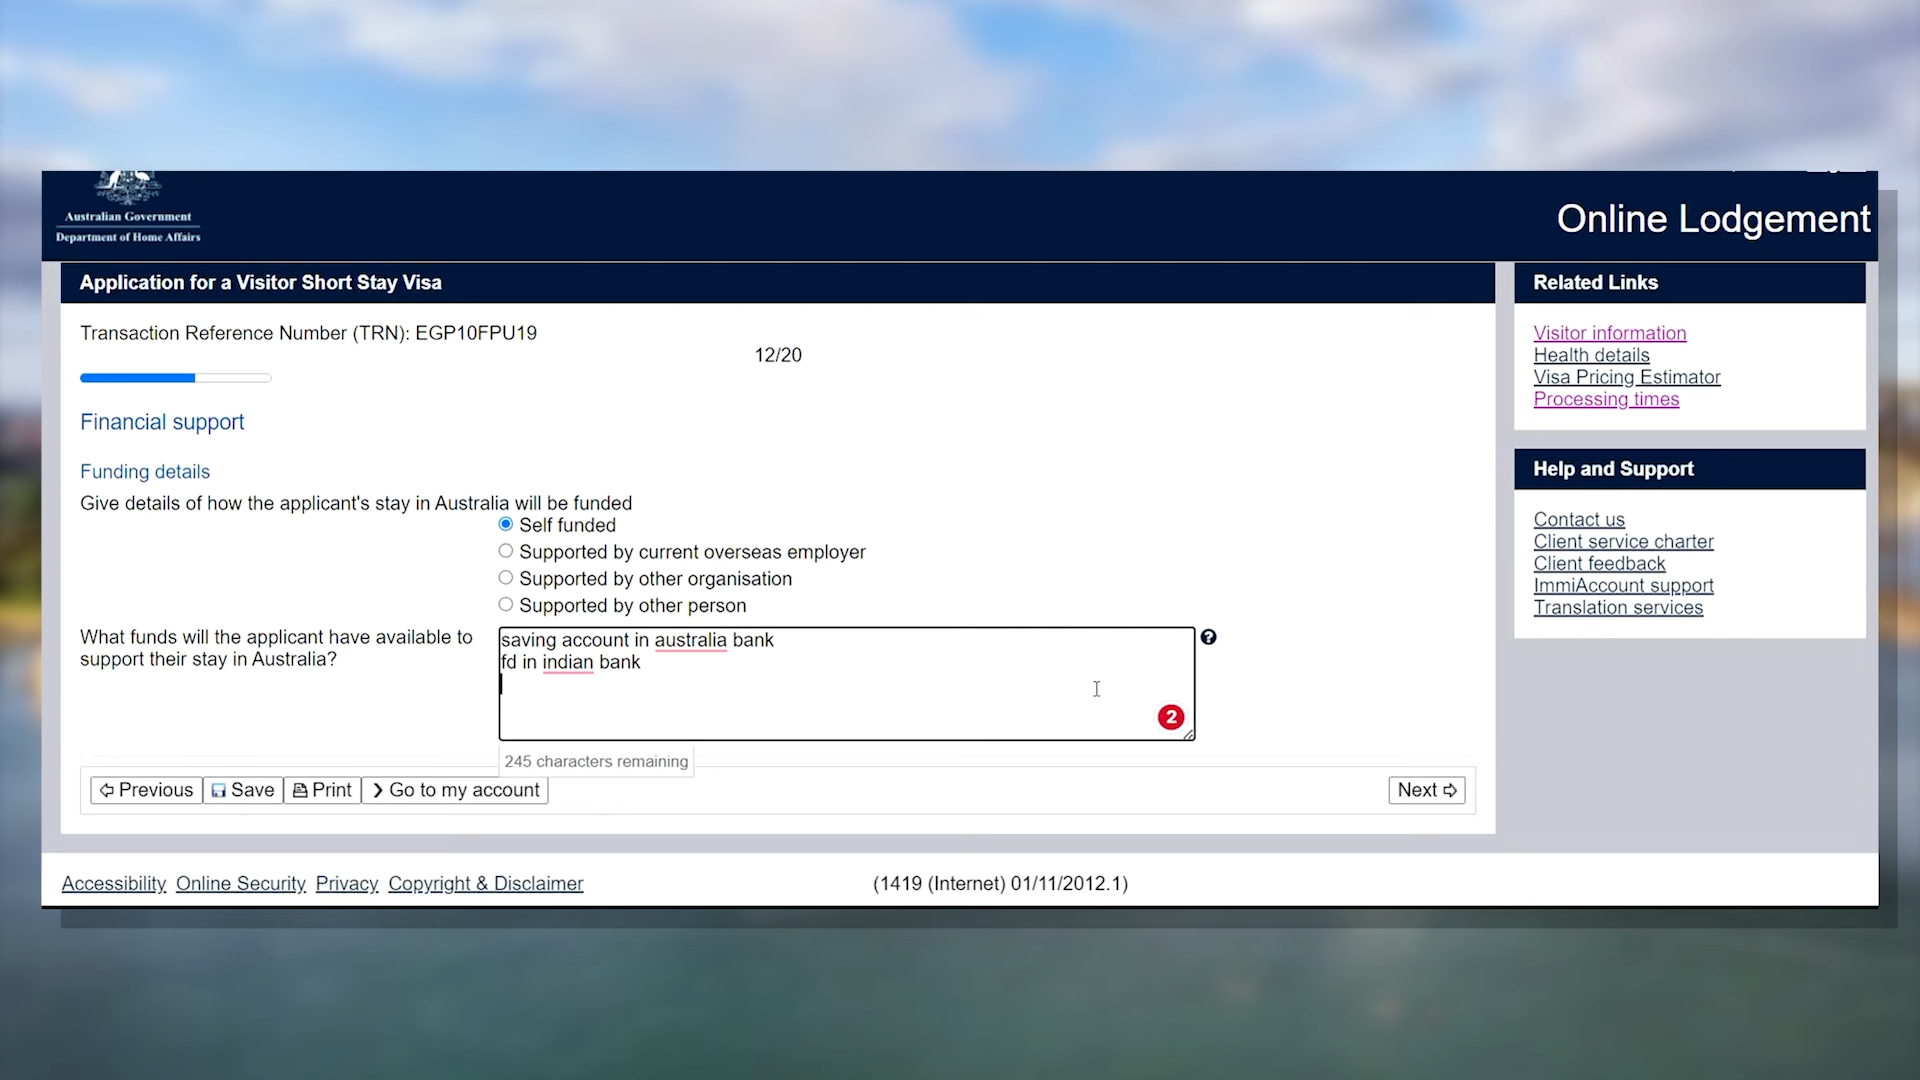 Australian Government
Department of Home Affairs
Online Lodgement
Application for a Visitor Short Stay Visa
Transaction Reference Number (TRN): EGP10FPU19
12/20
Financial support
Funding details
Give details of how the applicant's stay in Australia will be funded
Self funded
Supported by current overseas employer
Supported by other organisation
Supported by other person
What funds will the applicant have available to
support their stay in Australia?
saving account in australia bank
fd in indian bank
2
245 characters remaining
Previous
Save
Print
Go to my account
Next
Related Links
Visitor information
Health details
Visa Pricing Estimator
Processing times
Help and Support
Contact us
Client service charter
Client feedback
ImmiAccount support
Translation services
Accessibility
Online Security
Privacy
Copyright & Disclaimer
(1419 (Internet) 01/11/2012.1)